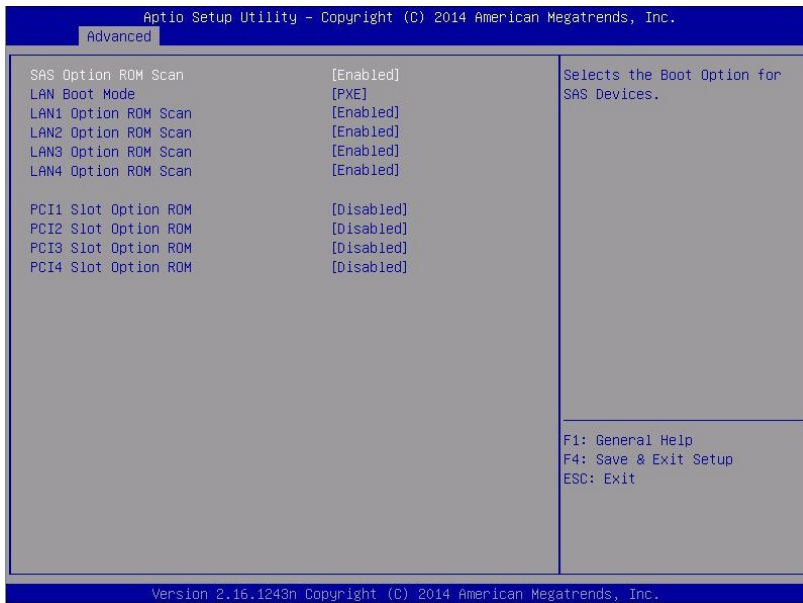 Aptio Setup Utility – Copyright (C) 2014 American Megatrends, Inc.
Advanced
SAS Option ROM Scan [Enabled]
LAN Boot Mode [PXE]
LAN1 Option ROM Scan [Enabled]
LAN2 Option ROM Scan [Enabled]
LAN3 Option ROM Scan [Enabled]
LAN4 Option ROM Scan [Enabled]
PCI1 Slot Option ROM [Disabled]
PCI2 Slot Option ROM [Disabled]
PCI3 Slot Option ROM [Disabled]
PCI4 Slot Option ROM [Disabled]
Selects the Boot Option for
SAS Devices.
F1: General Help
F4: Save & Exit Setup
ESC: Exit
Version 2.16.1243n Copyright (C) 2014 American Megatrends, Inc.